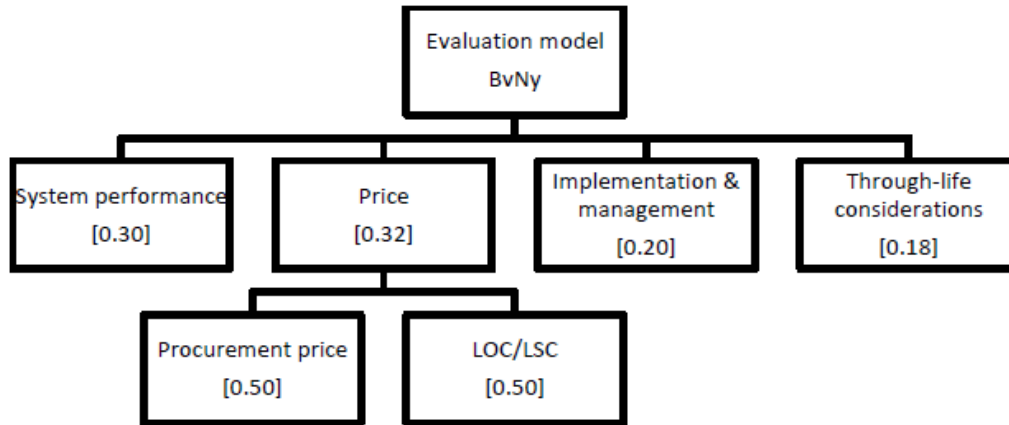 Evaluation model
BvNy
System performance
[0.30]
Price
[0.32]
Implementation &
management
[0.20]
Through-life
considerations
[0.18]
Procurement price
[0.50]
LOC/LSC
[0.50]